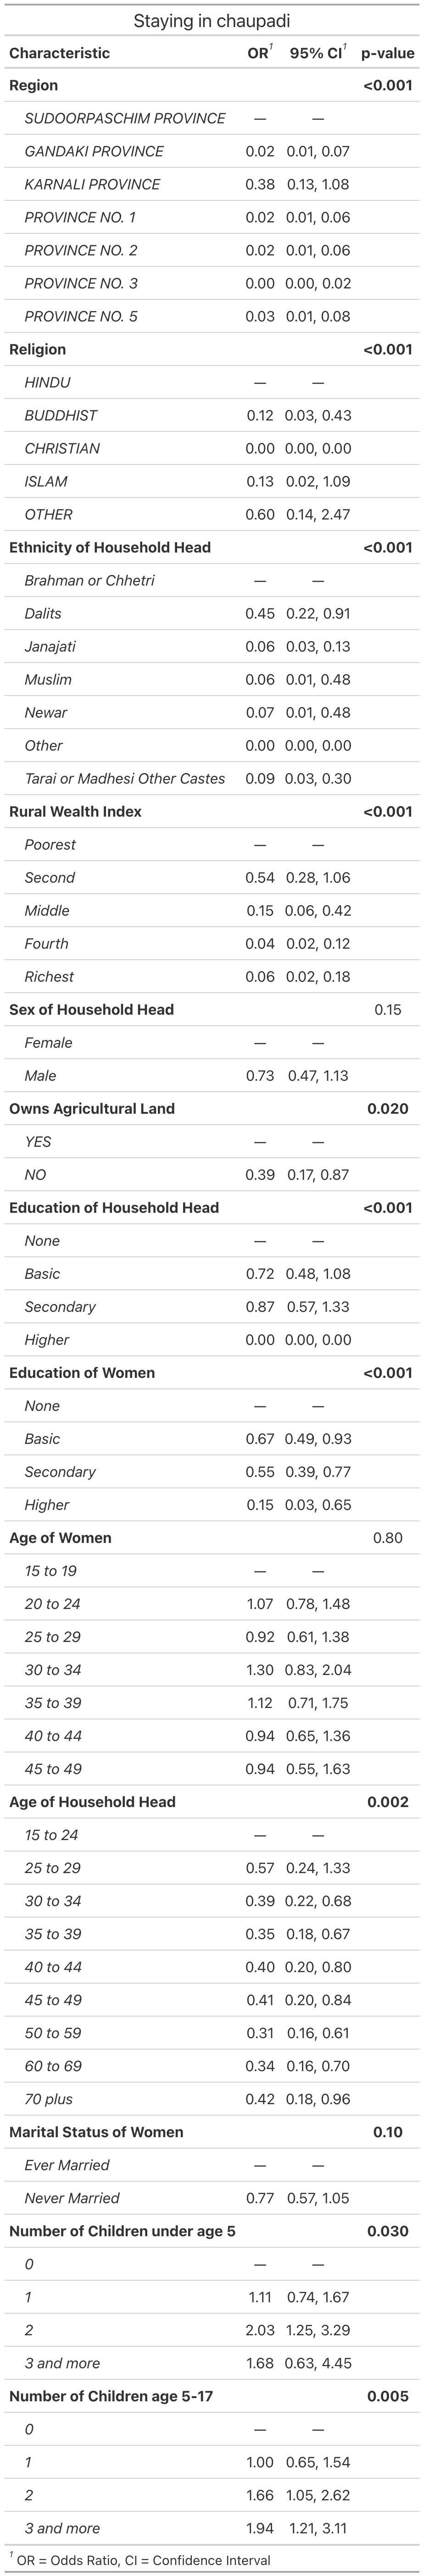 Staying in chaupadi
Characteristic OR1 95% CI1 p-value
Region <0.001
SUDOORPASCHIM PROVINCE — —
GANDAKI PROVINCE 0.02 0.01, 0.07
KARNALI PROVINCE 0.38 0.13, 1.08
PROVINCE NO. 1 0.02 0.01, 0.06
PROVINCE NO. 2 0.02 0.01, 0.06
PROVINCE NO. 3 0.00 0.00, 0.02
PROVINCE NO. 5 0.03 0.01, 0.08
Religion <0.001
HINDU — —
BUDDHIST 0.12 0.03, 0.43
CHRISTIAN 0.00 0.00, 0.00
ISLAM 0.13 0.02, 1.09
OTHER 0.60 0.14, 2.47
Ethnicity of Household Head <0.001
Brahman or Chhetri — —
Dalits 0.45 0.22, 0.91
Janajati 0.06 0.03, 0.13
Muslim 0.06 0.01, 0.48
Newar 0.07 0.01, 0.48
Other 0.00 0.00, 0.00
Tarai or Madhesi Other Castes 0.09 0.03, 0.30
Rural Wealth Index <0.001
Poorest — —
Second 0.54 0.28, 1.06
Middle 0.15 0.06, 0.42
Fourth 0.04 0.02, 0.12
Richest 0.06 0.02, 0.18
Sex of Household Head 0.15
Female — —
Male 0.73 0.47, 1.13
Owns Agricultural Land 0.020
YES — —
NO 0.39 0.17, 0.87
Education of Household Head <0.001
None — —
Basic 0.72 0.48, 1.08
Secondary 0.87 0.57, 1.33
Higher 0.00 0.00, 0.00
Education of Women <0.001
None — —
Basic 0.67 0.49, 0.93
Secondary 0.55 0.39, 0.77
Higher 0.15 0.03, 0.65
Age of Women 0.80
15 to 19 — —
20 to 24 1.07 0.78, 1.48
25 to 29 0.92 0.61, 1.38
30 to 34 1.30 0.83, 2.04
35 to 39 1.12 0.71, 1.75
40 to 44 0.94 0.65, 1.36
45 to 49 0.94 0.55, 1.63
Age of Household Head 0.002
15 to 24 — —
25 to 29 0.57 0.24, 1.33
30 to 34 0.39 0.22, 0.68
35 to 39 0.35 0.18, 0.67
40 to 44 0.40 0.20, 0.80
45 to 49 0.41 0.20, 0.84
50 to 59 0.31 0.16, 0.61
60 to 69 0.34 0.16, 0.70
70 plus 0.42 0.18, 0.96
Marital Status of Women 0.10
Ever Married — —
Never Married 0.77 0.57, 1.05
Number of Children under age 5 0.030
0 — —
1 1.11 0.74, 1.67
2 2.03 1.25, 3.29
3 and more 1.68 0.63, 4.45
Number of Children age 5-17 0.005
0 — —
1 1.00 0.65, 1.54
2 1.66 1.05, 2.62
3 and more 1.94 1.21, 3.11
1 OR = Odds Ratio, CI = Confidence Interval